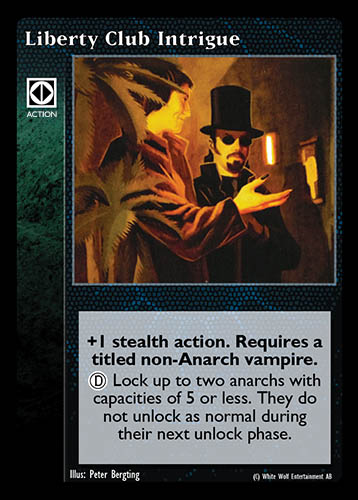 Liberty Club Intrigue
ACTION
+1 stealth action. Requires a
titled non-Anarch vampire.
Ⓓ Lock up to two anarchs with
capacities of 5 or less. They do
not unlock as normal during
their next unlock phase.
Illus: Peter Bergting
(C) White Wolf Entertainment AB